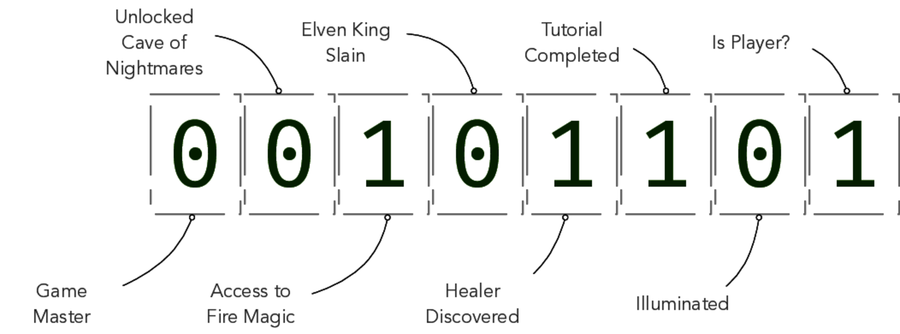 Unlocked
Cave of
Nightmares
Elven King
Slain
Tutorial
Completed
Is Player?
0 0 1 0 1 1 0 1
Game
Master
Access to
Fire Magic
Healer
Discovered
Illuminated